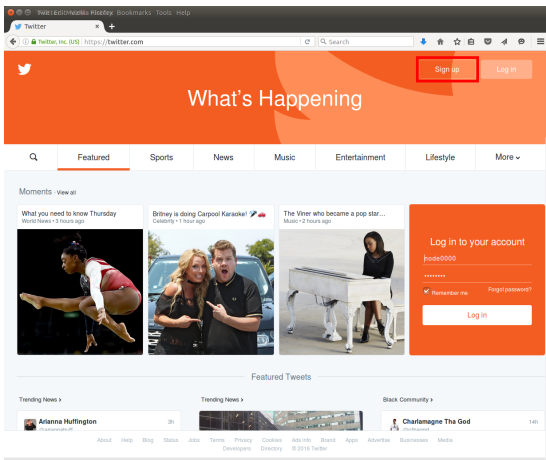 Bookmarks Tools Help
Twitter
Twitter, Inc. (US) https://twitter.com
Search
Sign up
Log in
What's Happening
Featured
Sports
News
Music
Entertainment
Lifestyle
More
Moments · View all
What you need to know Thursday
World News • 3 hours ago
Britney is doing Carpool Karaoke!
Celebrity • 1 hour ago
The Viner who became a pop star...
Music • 2 hours ago
Log in to your account
node0000
Remember me
Forgot password?
Log in
Featured Tweets
Trending News
Trending News
Black Community
Arianna Huffington 3h
Charlamagne Tha God 14h
About Help Blog Status Jobs Terms Privacy Cookies Ads info Brand Apps Advertise Businesses Media
Developers Directory © 2016 Twitter